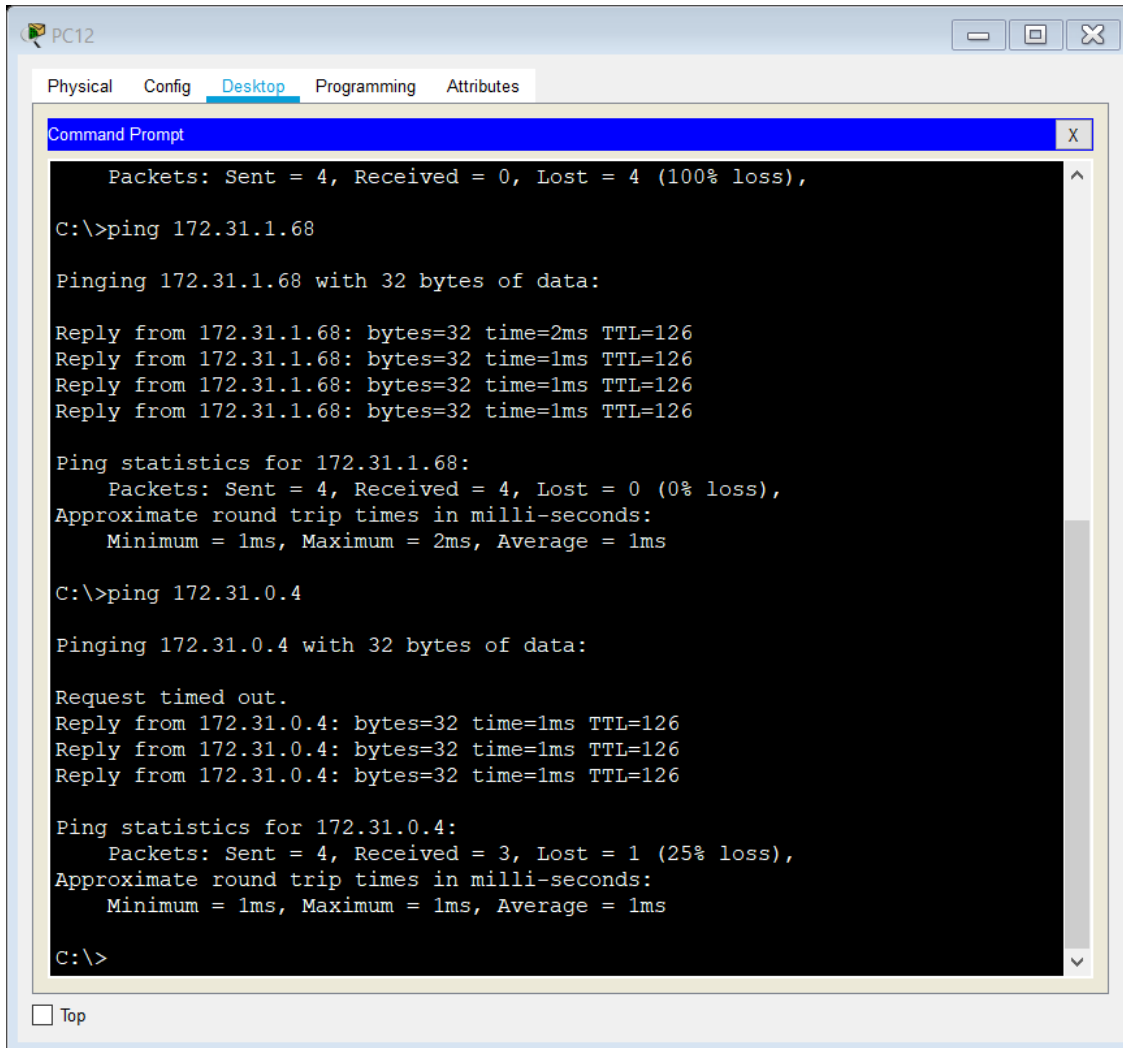 PC12
Physical Config Desktop Programming Attributes
Command Prompt X
Packets: Sent = 4, Received = 0, Lost = 4 (100% loss),
C:\>ping 172.31.1.68
Pinging 172.31.1.68 with 32 bytes of data:
Reply from 172.31.1.68: bytes=32 time=2ms TTL=126
Reply from 172.31.1.68: bytes=32 time=1ms TTL=126
Reply from 172.31.1.68: bytes=32 time=1ms TTL=126
Reply from 172.31.1.68: bytes=32 time=1ms TTL=126
Ping statistics for 172.31.1.68:
Packets: Sent = 4, Received = 4, Lost = 0 (0% loss),
Approximate round trip times in milli-seconds:
Minimum = 1ms, Maximum = 2ms, Average = 1ms
C:\>ping 172.31.0.4
Pinging 172.31.0.4 with 32 bytes of data:
Request timed out.
Reply from 172.31.0.4: bytes=32 time=1ms TTL=126
Reply from 172.31.0.4: bytes=32 time=1ms TTL=126
Reply from 172.31.0.4: bytes=32 time=1ms TTL=126
Ping statistics for 172.31.0.4:
Packets: Sent = 4, Received = 3, Lost = 1 (25% loss),
Approximate round trip times in milli-seconds:
Minimum = 1ms, Maximum = 1ms, Average = 1ms
C:\>
Top